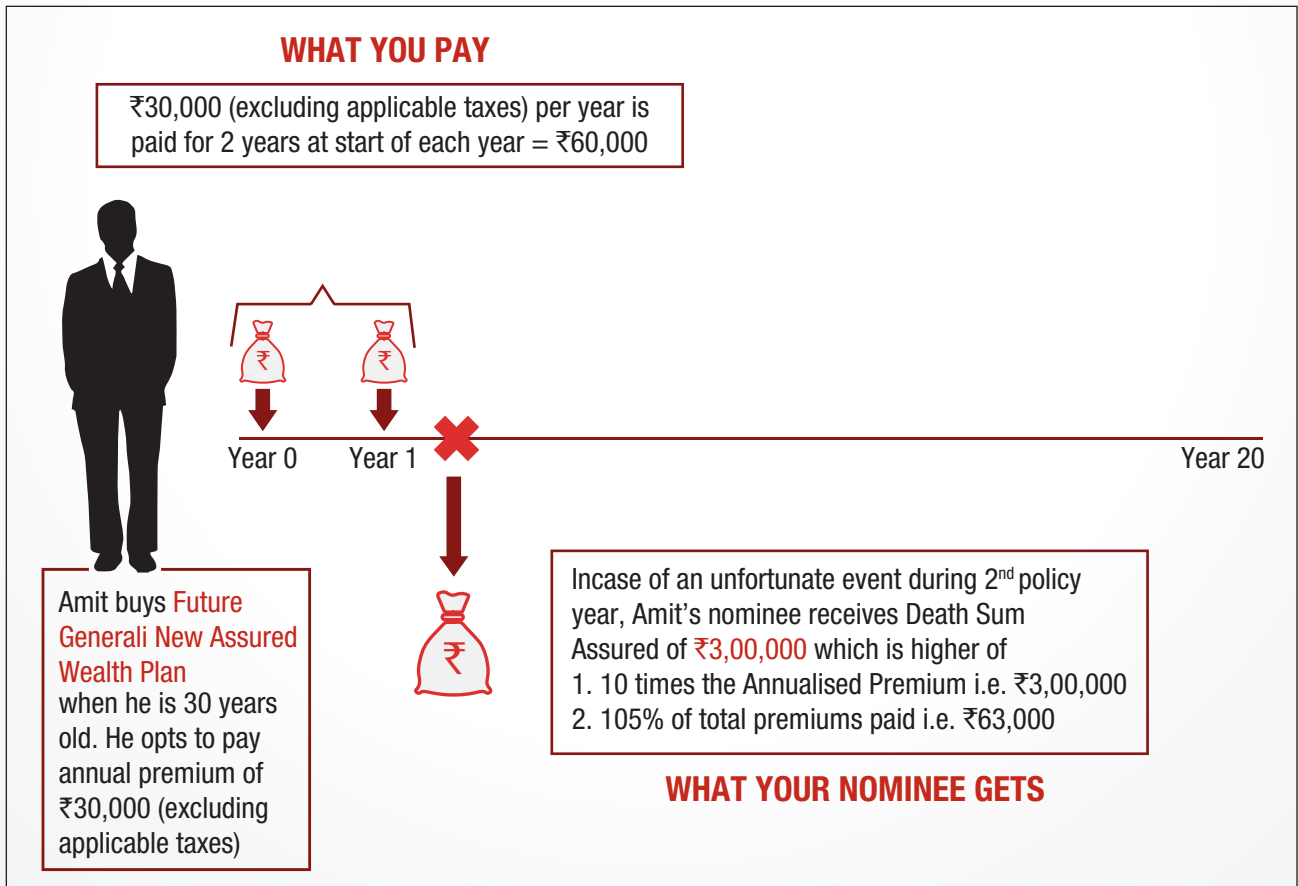 WHAT YOU PAY
₹30,000 (excluding applicable taxes) per year is
paid for 2 years at start of each year = ₹60,000
₹
₹
Year 0
Year 1
Year 20
₹
Amit buys Future
Generali New Assured
Wealth Plan
when he is 30 years
old. He opts to pay
annual premium of
₹30,000 (excluding
applicable taxes)
Incase of an unfortunate event during 2nd policy
year, Amit’s nominee receives Death Sum
Assured of ₹3,00,000 which is higher of
1. 10 times the Annualised Premium i.e. ₹3,00,000
2. 105% of total premiums paid i.e. ₹63,000
WHAT YOUR NOMINEE GETS